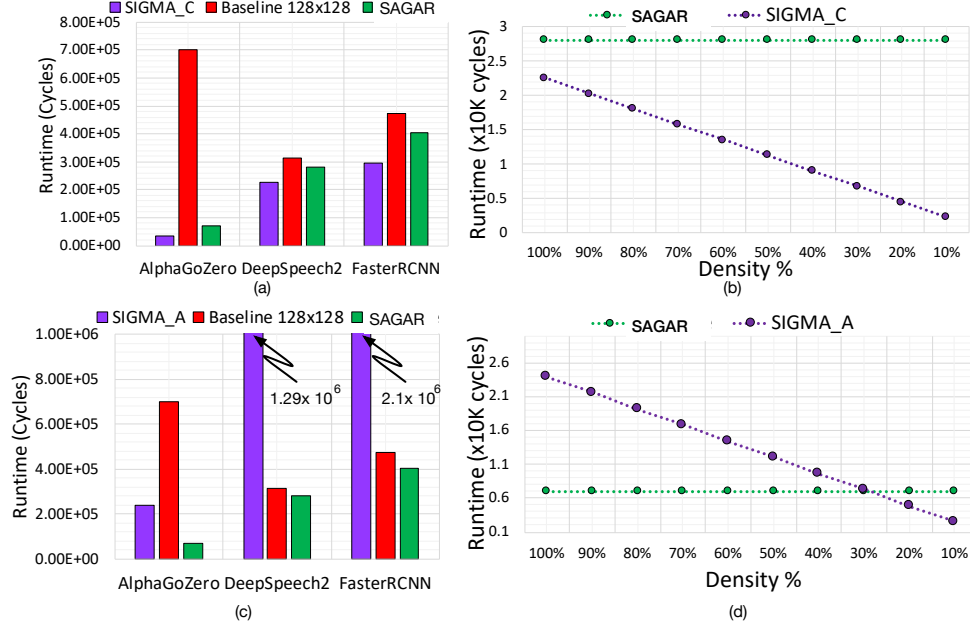 SIGMA_C Baseline 128x128 SAGAR
Runtime (Cycles)
8.00E+05
7.00E+05
6.00E+05
5.00E+05
4.00E+05
3.00E+05
2.00E+05
1.00E+05
0.00E+00
AlphaGoZero DeepSpeech2 FasterRCNN
(a)
SAGAR SIGMA_C
Runtime (x10K cycles)
3
2.5
2
1.5
1
0.5
0
100% 90% 80% 70% 60% 50% 40% 30% 20% 10%
Density %
(b)
SIGMA_A Baseline 128x128 SAGAR
Runtime (Cycles)
1.00E+06
8.00E+05
6.00E+05
4.00E+05
2.00E+05
0.00E+00
1.29x 10^6
2.1x 10^6
AlphaGoZero DeepSpeech2 FasterRCNN
(c)
SAGAR SIGMA_A
Runtime (x10K cycles)
2.6
2.1
1.6
1.1
0.6
0.1
100% 90% 80% 70% 60% 50% 40% 30% 20% 10%
Density %
(d)